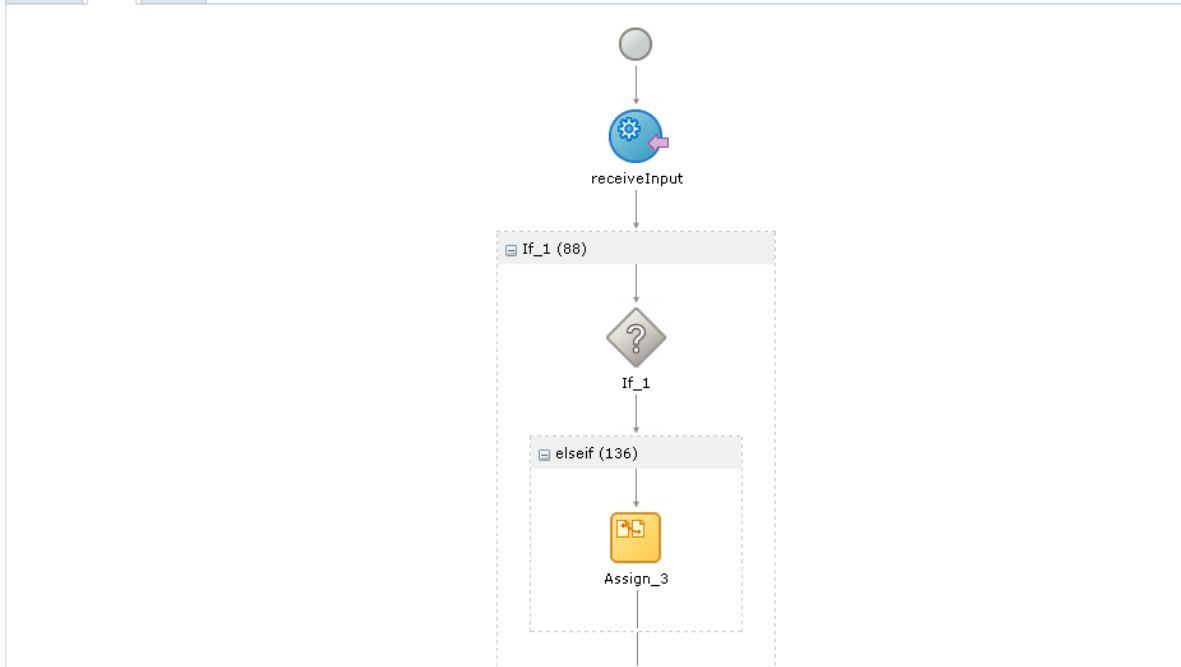 receiveInput
If_1 (88)
?
If_1
elseif (136)
Assign_3